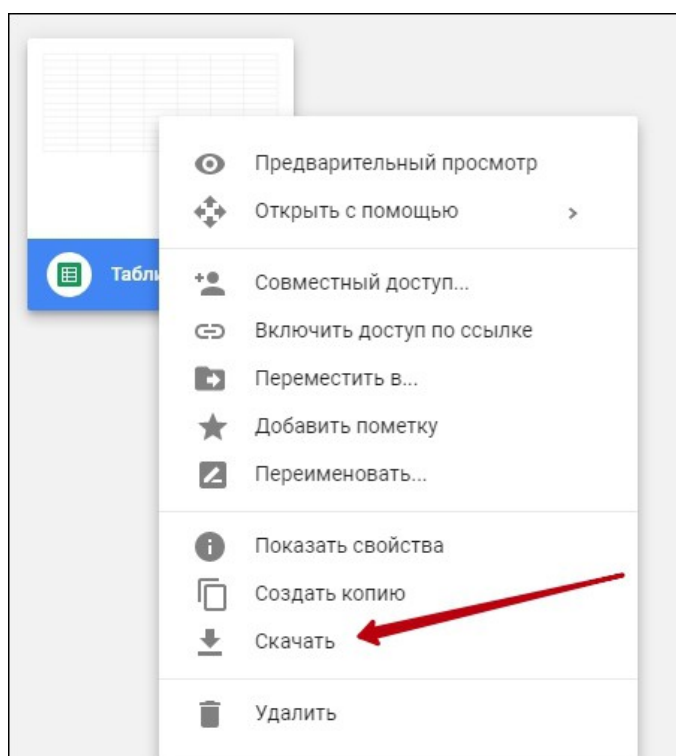 Предварительный просмотр
Открыть с помощью
Табли
Совместный доступ...
Включить доступ по ссылке
Переместить в...
Добавить пометку
Переименовать...
Показать свойства
Создать копию
Скачать
Удалить